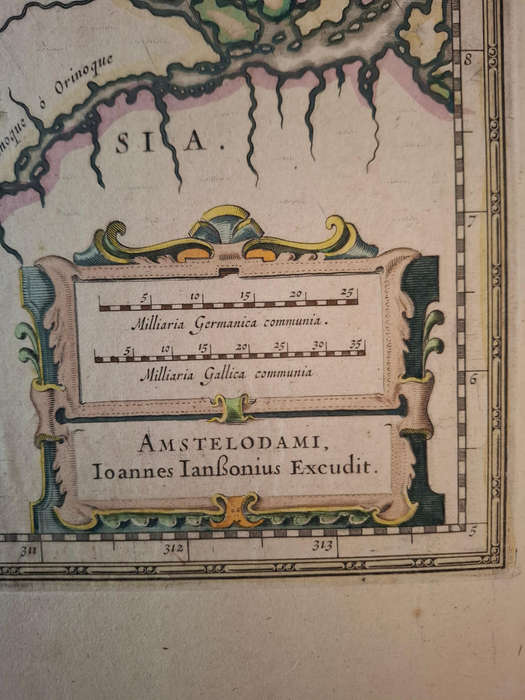 ó Orinoque
SIA.
8
7
6
5
5 10 15 20 25
Milliaria Germanica communia.
5 10 15 20 25 30 35
Milliaria Gallica communia
AMSTELODAMI,
Ioannes Ianßonius Excudit.
311 312 313